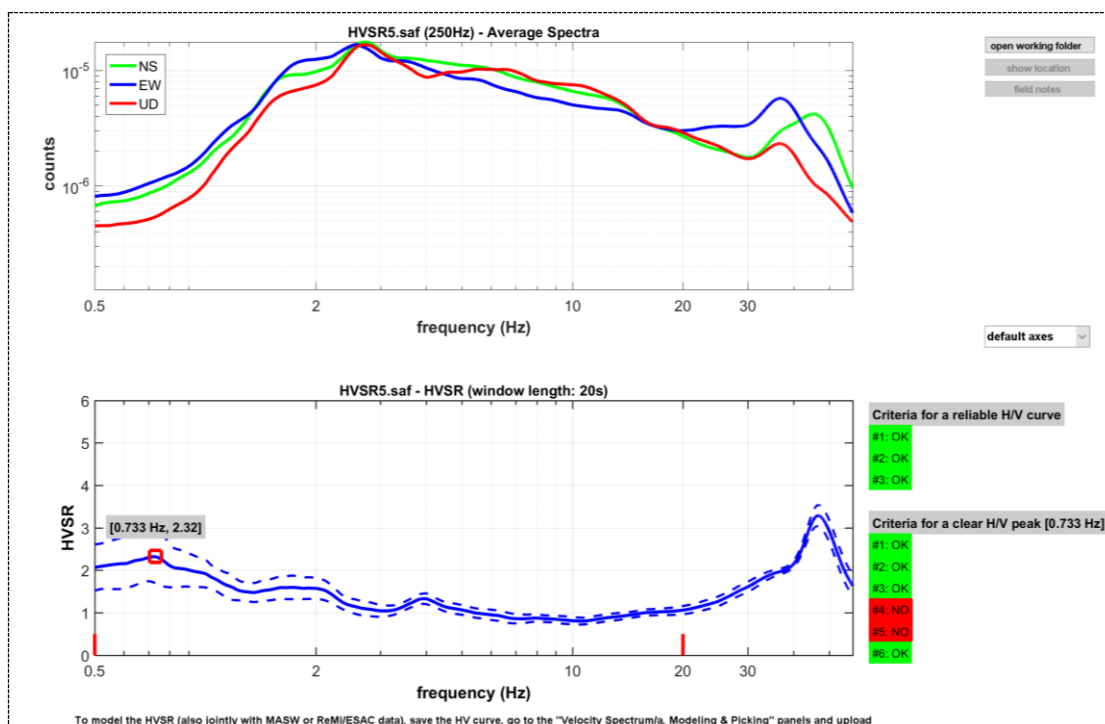 HVSR5.saf (250Hz) - Average Spectra
NS
EW
UD
10-5
10-6
counts
0.5 2 10 20 30
frequency (Hz)
open working folder
show location
field notes
default axes
HVSR5.saf - HVSR (window length: 20s)
6
5
4
3
2
1
0
HVSR
[0.733 Hz, 2.32]
0.5 2 10 20 30
frequency (Hz)
Criteria for a reliable H/V curve
#1: OK
#2: OK
#3: OK
Criteria for a clear H/V peak [0.733 Hz]
#1: OK
#2: OK
#3: OK
#4: NO
#5: NO
#6: OK
To model the HVSR (also jointly with MASW or ReMi/ESAC data), save the HV curve, go to the "Velocity Spectrum/a, Modeling & Picking" panels and upload